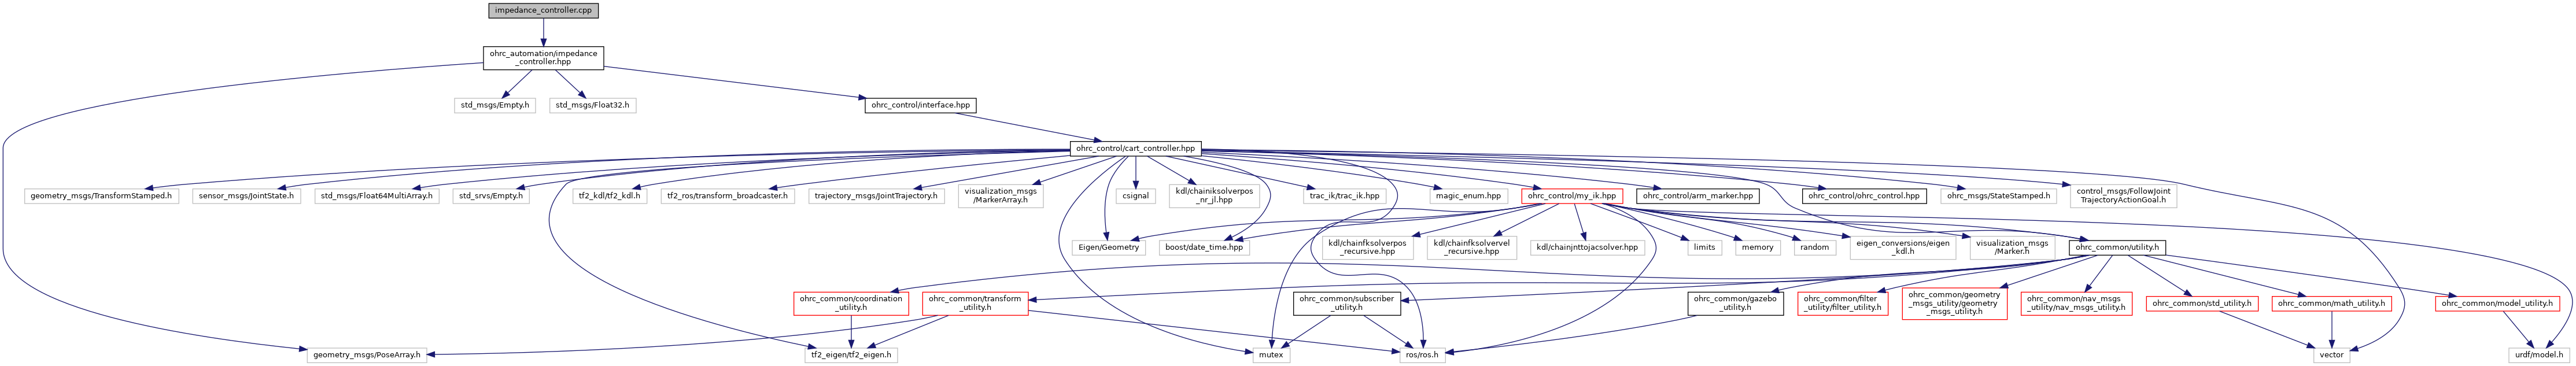 impedance_controller.cpp
ohrc_automation/impedance
_controller.hpp
std_msgs/Empty.h
std_msgs/Float32.h
ohrc_control/interface.hpp
ohrc_control/cart_controller.hpp
geometry_msgs/TransformStamped.h
sensor_msgs/JointState.h
std_msgs/Float64MultiArray.h
std_srvs/Empty.h
tf2_kdl/tf2_kdl.h
tf2_ros/transform_broadcaster.h
trajectory_msgs/JointTrajectory.h
visualization_msgs
/MarkerArray.h
csignal
kdl/chainiksolverpos
_nr_jl.hpp
trac_ik/trac_ik.hpp
magic_enum.hpp
ohrc_control/my_ik.hpp
ohrc_control/arm_marker.hpp
ohrc_control/ohrc_control.hpp
ohrc_msgs/StateStamped.h
control_msgs/FollowJoint
TrajectoryActionGoal.h
Eigen/Geometry
boost/date_time.hpp
kdl/chainfksolverpos
_recursive.hpp
kdl/chainfksolvervel
_recursive.hpp
kdl/chainjnttojacsolver.hpp
limits
memory
random
eigen_conversions/eigen
_kdl.h
visualization_msgs
/Marker.h
ohrc_common/utility.h
ohrc_common/coordination
_utility.h
ohrc_common/transform
_utility.h
ohrc_common/subscriber
_utility.h
ohrc_common/gazebo
_utility.h
ohrc_common/filter
_utility/filter_utility.h
ohrc_common/geometry
_msgs_utility/geometry
_msgs_utility.h
ohrc_common/nav_msgs
_utility/nav_msgs_utility.h
ohrc_common/std_utility.h
ohrc_common/math_utility.h
ohrc_common/model_utility.h
geometry_msgs/PoseArray.h
tf2_eigen/tf2_eigen.h
mutex
ros/ros.h
vector
urdf/model.h